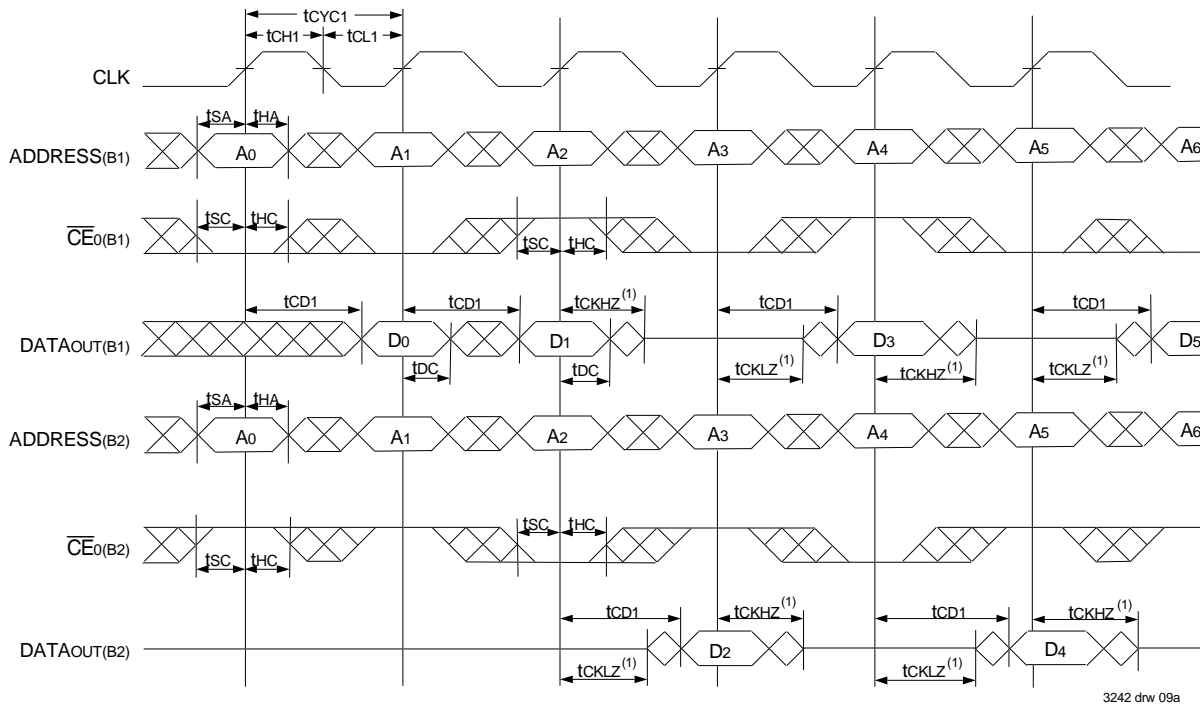 tCYC1
tCH1 tCL1
CLK
tSA tHA
ADDRESS(B1) A0 A1 A2 A3 A4 A5 A6
tSC tHC
CE0(B1) tSC tHC
tCD1 tCD1 tCKHZ(1) tCD1 tCD1
DATAOUT(B1) D0 D1 D3 D5
tDC tDC tCKLZ(1) tCKHZ(1) tCKLZ(1)
tSA tHA
ADDRESS(B2) A0 A1 A2 A3 A4 A5 A6
tSC tHC
CE0(B2)
tSC tHC
tCD1 tCKHZ(1) tCD1 tCKHZ(1)
DATAOUT(B2) D2 D4
tCKLZ(1) tCKLZ(1)
3242 drw 09a